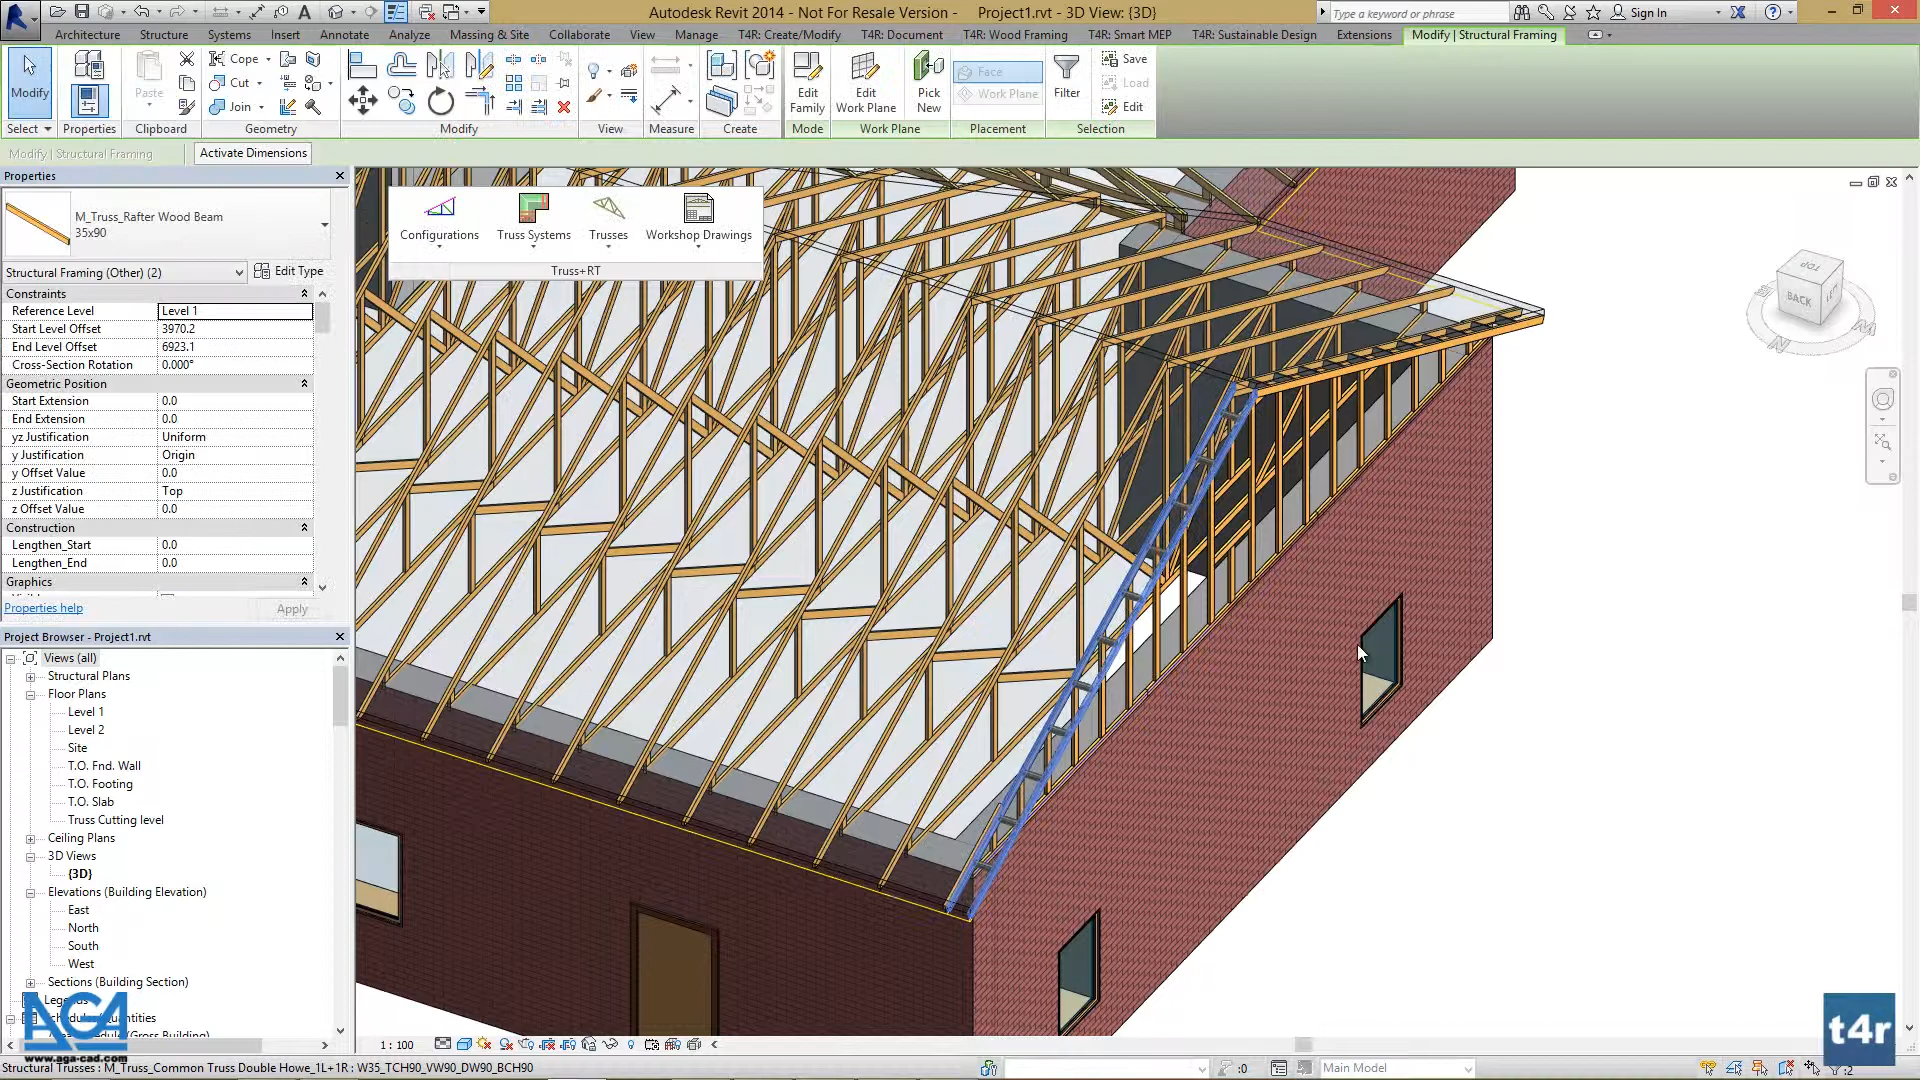 Autodesk Revit 2014 - Not For Resale Version -    Project1.rvt - 3D View: {3D}
Type a keyword or phrase
Sign In
Architecture Structure Systems Insert Annotate Analyze Massing & Site Collaborate View Manage T4R: Create/Modify T4R: Document T4R: Wood Framing T4R: Smart MEP T4R: Sustainable Design Extensions Modify | Structural Framing
Modify
Paste
Cope
Cut
Join
Edit Family
Edit Work Plane
Pick New
Face
Work Plane
Filter
Save
Load
Edit
Select Properties Clipboard Geometry Modify View Measure Create Mode Work Plane Placement Selection
Modify | Structural Framing
Activate Dimensions
Properties
M_Truss_Rafter Wood Beam
35x90
Structural Framing (Other) (2)
Edit Type
Constraints
Reference Level Level 1
Start Level Offset 3970.2
End Level Offset 6923.1
Cross-Section Rotation 0.000°
Geometric Position
Start Extension 0.0
End Extension 0.0
yz Justification Uniform
y Justification Origin
y Offset Value 0.0
z Justification Top
z Offset Value 0.0
Construction
Lengthen_Start 0.0
Lengthen_End 0.0
Graphics
Properties help
Apply
Configurations Truss Systems Trusses Workshop Drawings
Truss+RT
TOP
BACK
LEFT
N
Project Browser - Project1.rvt
Views (all)
Structural Plans
Floor Plans
Level 1
Level 2
Site
T.O. Fnd. Wall
T.O. Footing
T.O. Slab
Truss Cutting level
Ceiling Plans
3D Views
{3D}
Elevations (Building Elevation)
East
North
South
West
Sections (Building Section)
AGA
www.aga-cad.com
1 : 100
t4r
Structural Trusses : M_Truss_Common Truss Double Howe_1L+1R : W35_TCH90_VW90_DW90_BCH90
:0
Main Model
:2